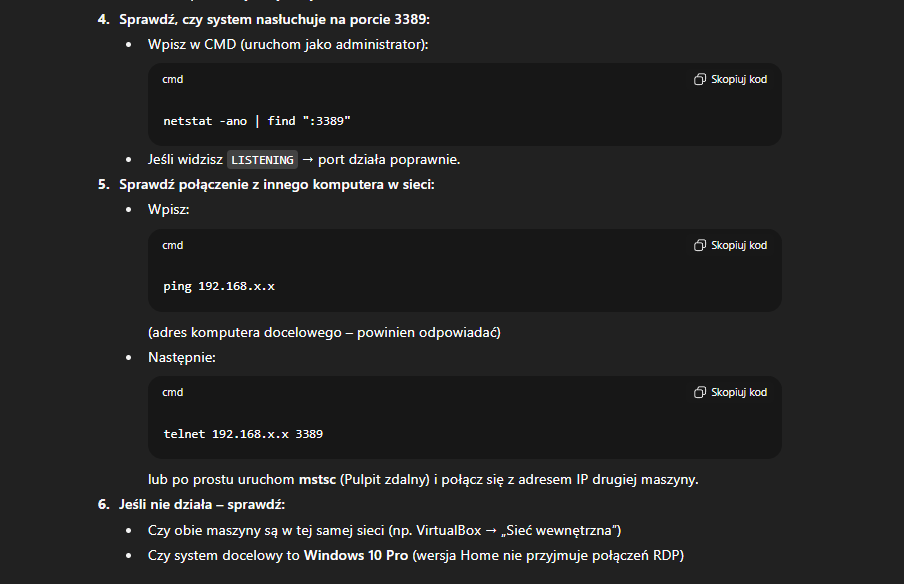 4. Sprawdź, czy system nasłuchuje na porcie 3389:
• Wpisz w CMD (uruchom jako administrator):
cmd Skopiuj kod
netstat -ano | find ":3389"
• Jeśli widzisz LISTENING → port działa poprawnie.
5. Sprawdź połączenie z innego komputera w sieci:
• Wpisz:
cmd Skopiuj kod
ping 192.168.x.x
(adres komputera docelowego – powinien odpowiadać)
• Następnie:
cmd Skopiuj kod
telnet 192.168.x.x 3389
lub po prostu uruchom mstsc (Pulpit zdalny) i połącz się z adresem IP drugiej maszyny.
6. Jeśli nie działa – sprawdź:
• Czy obie maszyny są w tej samej sieci (np. VirtualBox → „Sieć wewnętrzna”)
• Czy system docelowy to Windows 10 Pro (wersja Home nie przyjmuje połączeń RDP)